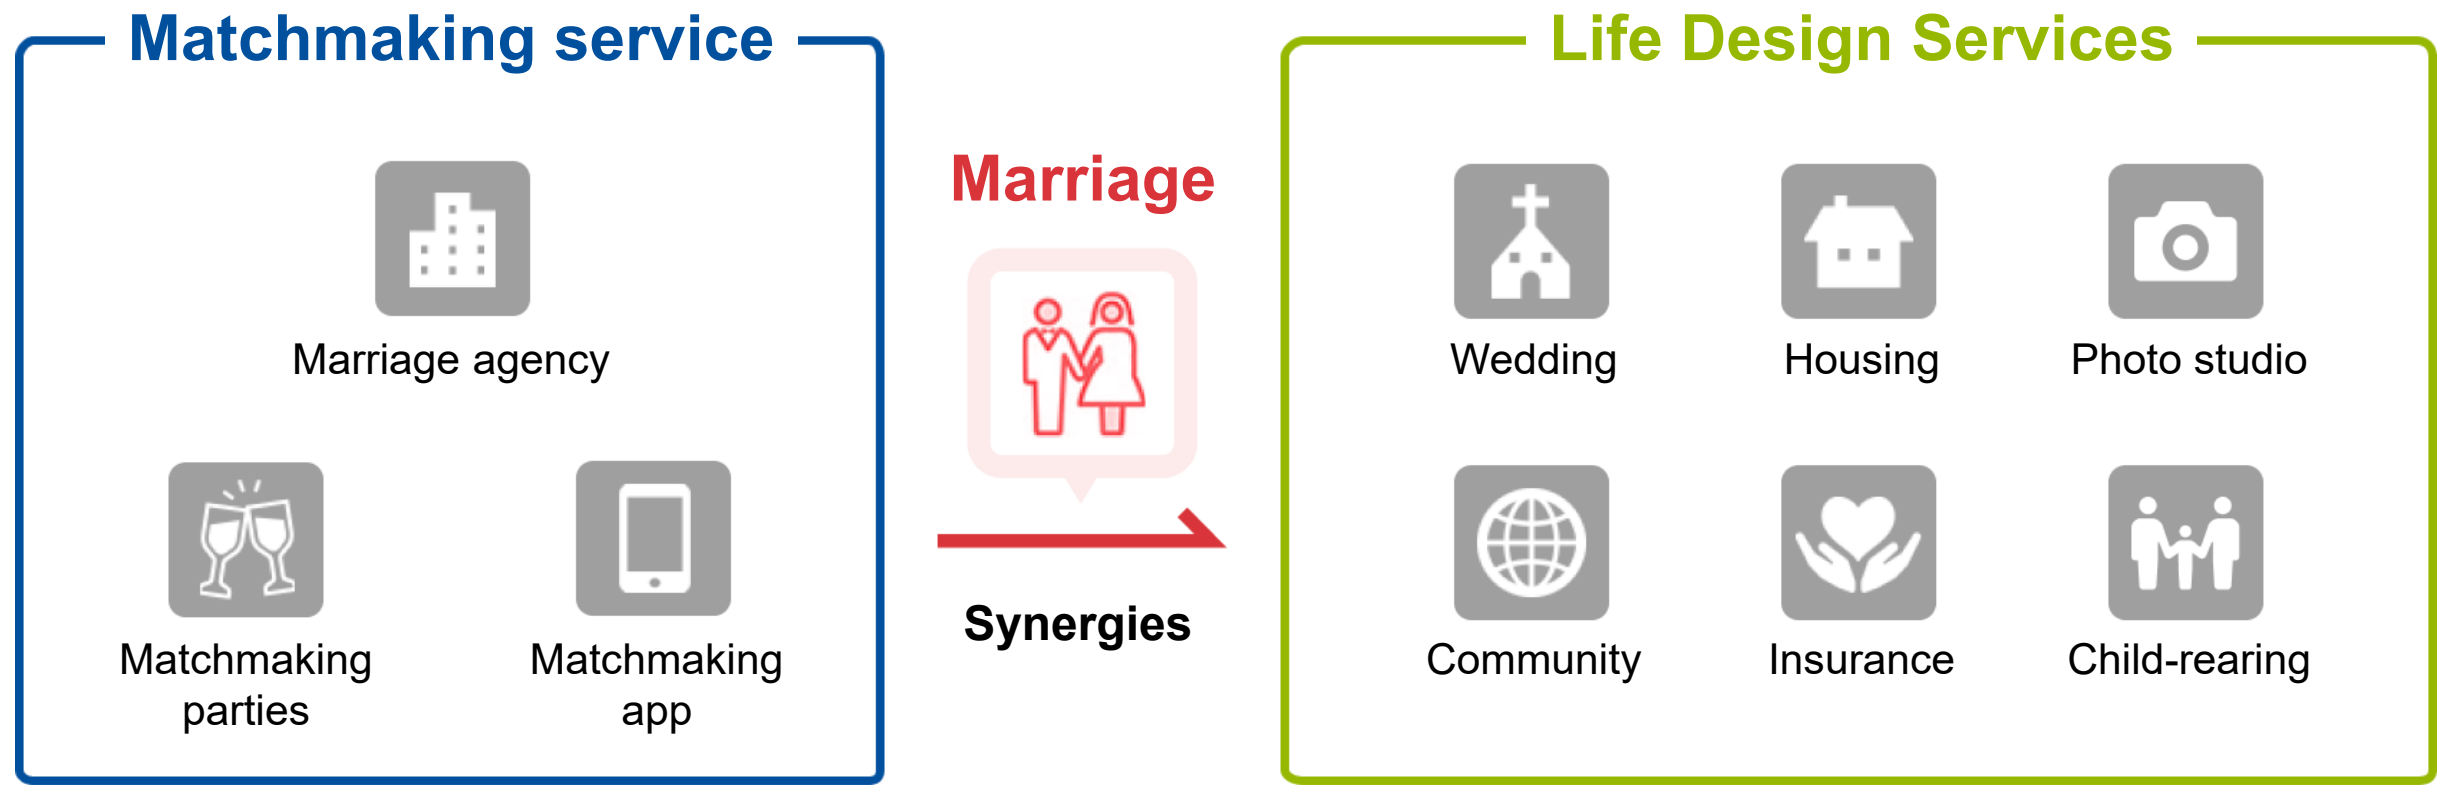 Matchmaking service
Marriage agency
Matchmaking
parties
Matchmaking
app
Marriage
Synergies
Life Design Services
Wedding
Housing
Photo studio
Community
Insurance
Child-rearing